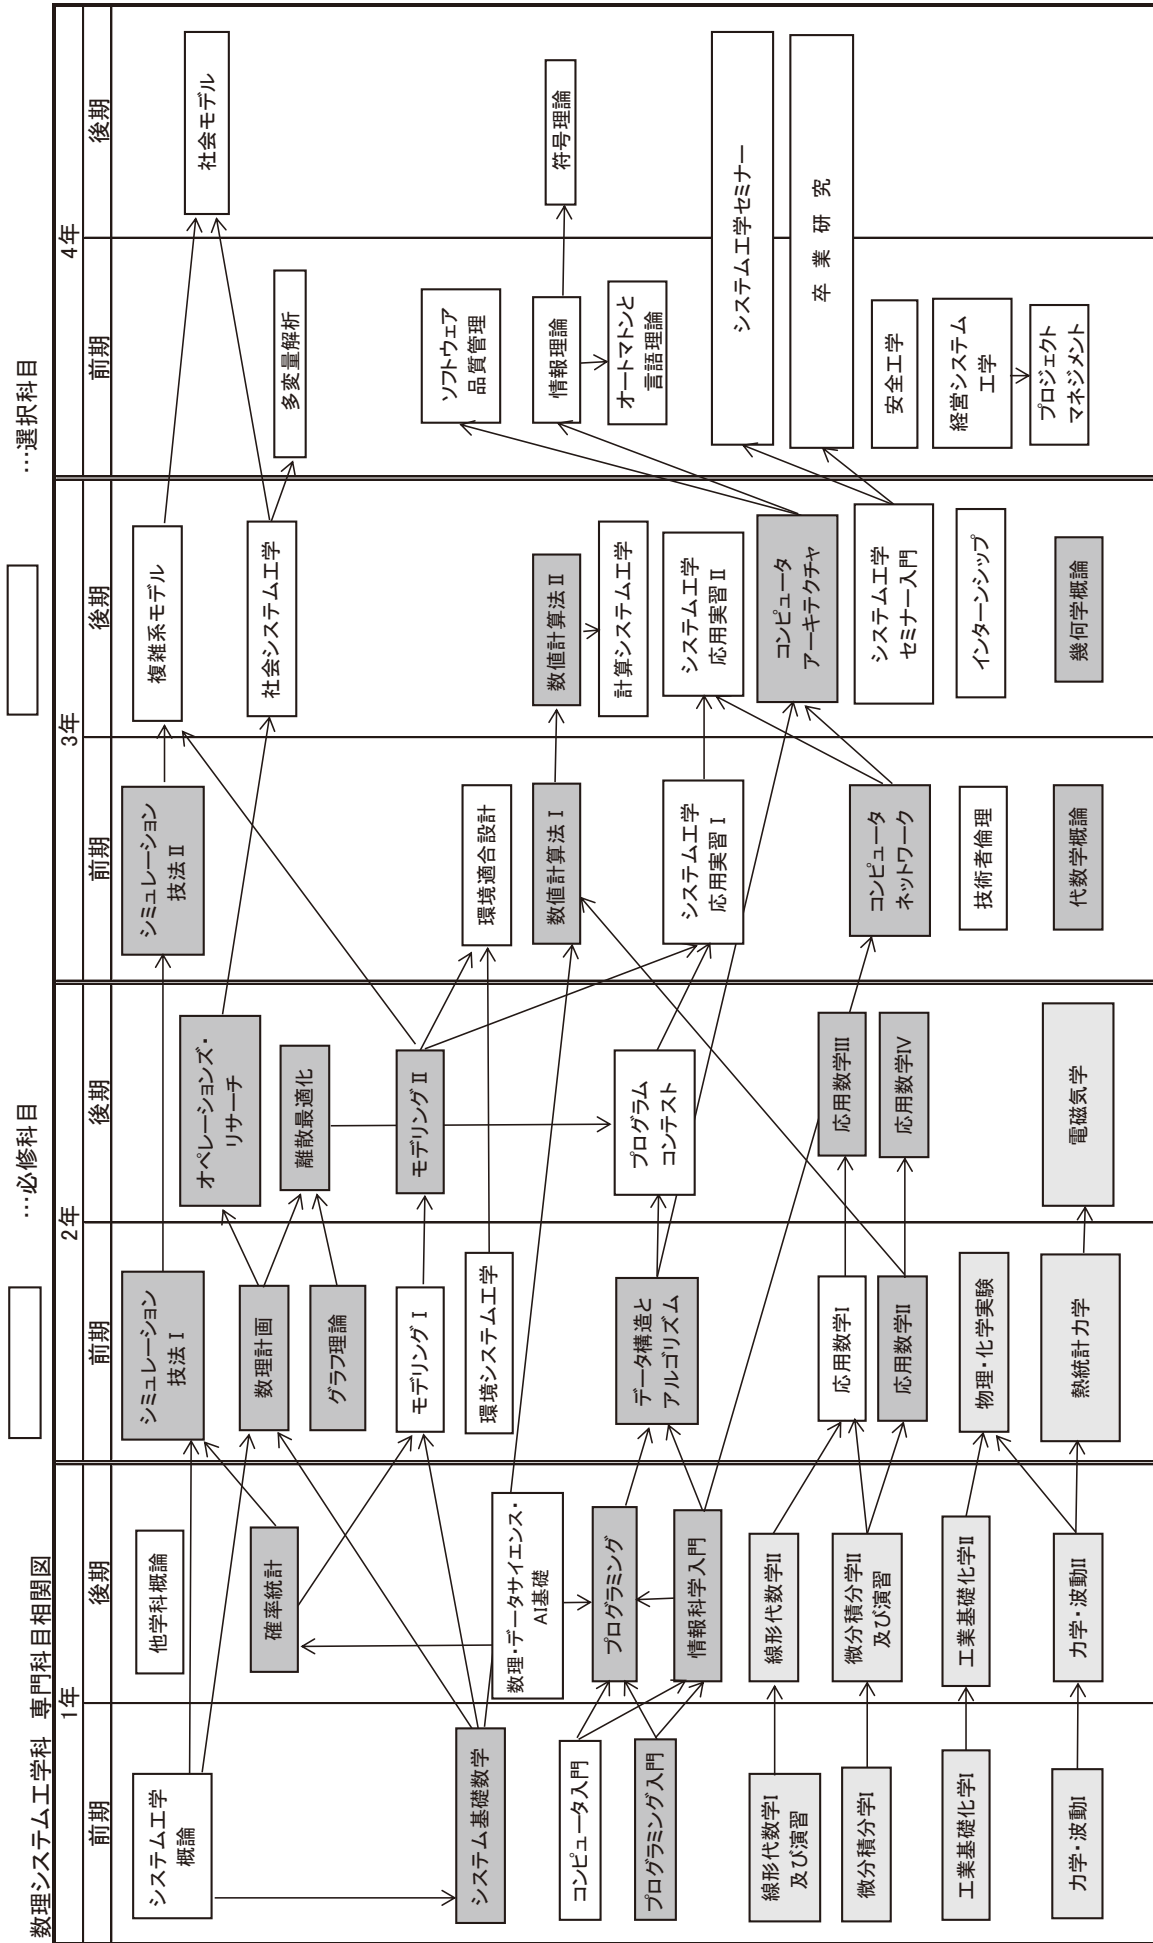 数理システム工学科 専門科目相関図
…必修科目
…選択科目
1年
2年
3年
4年
前期
後期
前期
後期
前期
後期
前期
後期
システム工学
概論
システム基礎数学
コンピュータ入門
プログラミング入門
線形代数学I
及び演習
微分積分学I
工業基礎化学I
力学・波動I
他学科概論
確率統計
数理・データサイエンス・
AI基礎
プログラミング
情報科学入門
線形代数学II
微分積分学II
及び演習
工業基礎化学II
力学・波動II
シミュレーション
技法Ⅰ
数理計画
グラフ理論
モデリングⅠ
環境システム工学
データ構造と
アルゴリズム
応用数学I
応用数学II
物理・化学実験
熱統計力学
オペレーションズ・
リサーチ
離散最適化
モデリングⅡ
プログラム
コンテスト
応用数学III
応用数学IV
電磁気学
シミュレーション
技法Ⅱ
環境適合設計
数値計算法Ⅰ
システム工学
応用実習Ⅰ
コンピュータ
ネットワーク
技術者倫理
代数学概論
複雑系モデル
社会システム工学
数値計算法Ⅱ
計算システム工学
システム工学
応用実習Ⅱ
コンピュータ
アーキテクチャ
システム工学
セミナー入門
インターンシップ
幾何学概論
多変量解析
ソフトウェア
品質管理
情報理論
オートマトンと
言語理論
システム工学セミナー
卒業研究
安全工学
経営システム
工学
プロジェクト
マネジメント
社会モデル
符号理論